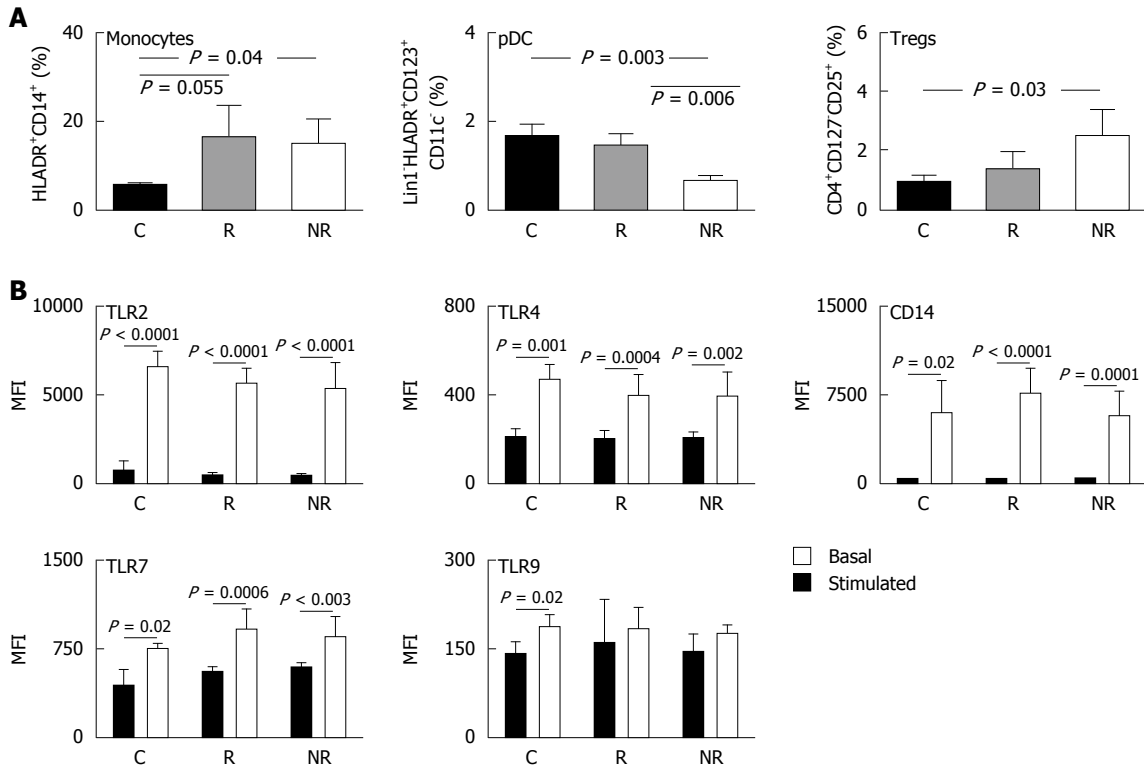 A
Monocytes
HLADR⁺CD14⁺ (%)
40
20
0
P = 0.04
P = 0.055
C R NR
pDC
Lin1⁻HLADR⁺CD123⁺
CD11c⁻ (%)
4
2
0
P = 0.003
P = 0.006
C R NR
Tregs
CD4⁺CD127⁻CD25⁺ (%)
6
4
2
0
P = 0.03
C R NR
B
TLR2
MFI
10000
5000
0
P < 0.0001
P < 0.0001
P < 0.0001
C R NR
TLR4
MFI
800
400
0
P = 0.001
P = 0.0004
P = 0.002
C R NR
CD14
MFI
15000
7500
0
P = 0.02
P < 0.0001
P = 0.0001
C R NR
TLR7
MFI
1500
750
0
P = 0.02
P = 0.0006
P < 0.003
C R NR
TLR9
MFI
300
150
0
P = 0.02
C R NR
Basal
Stimulated